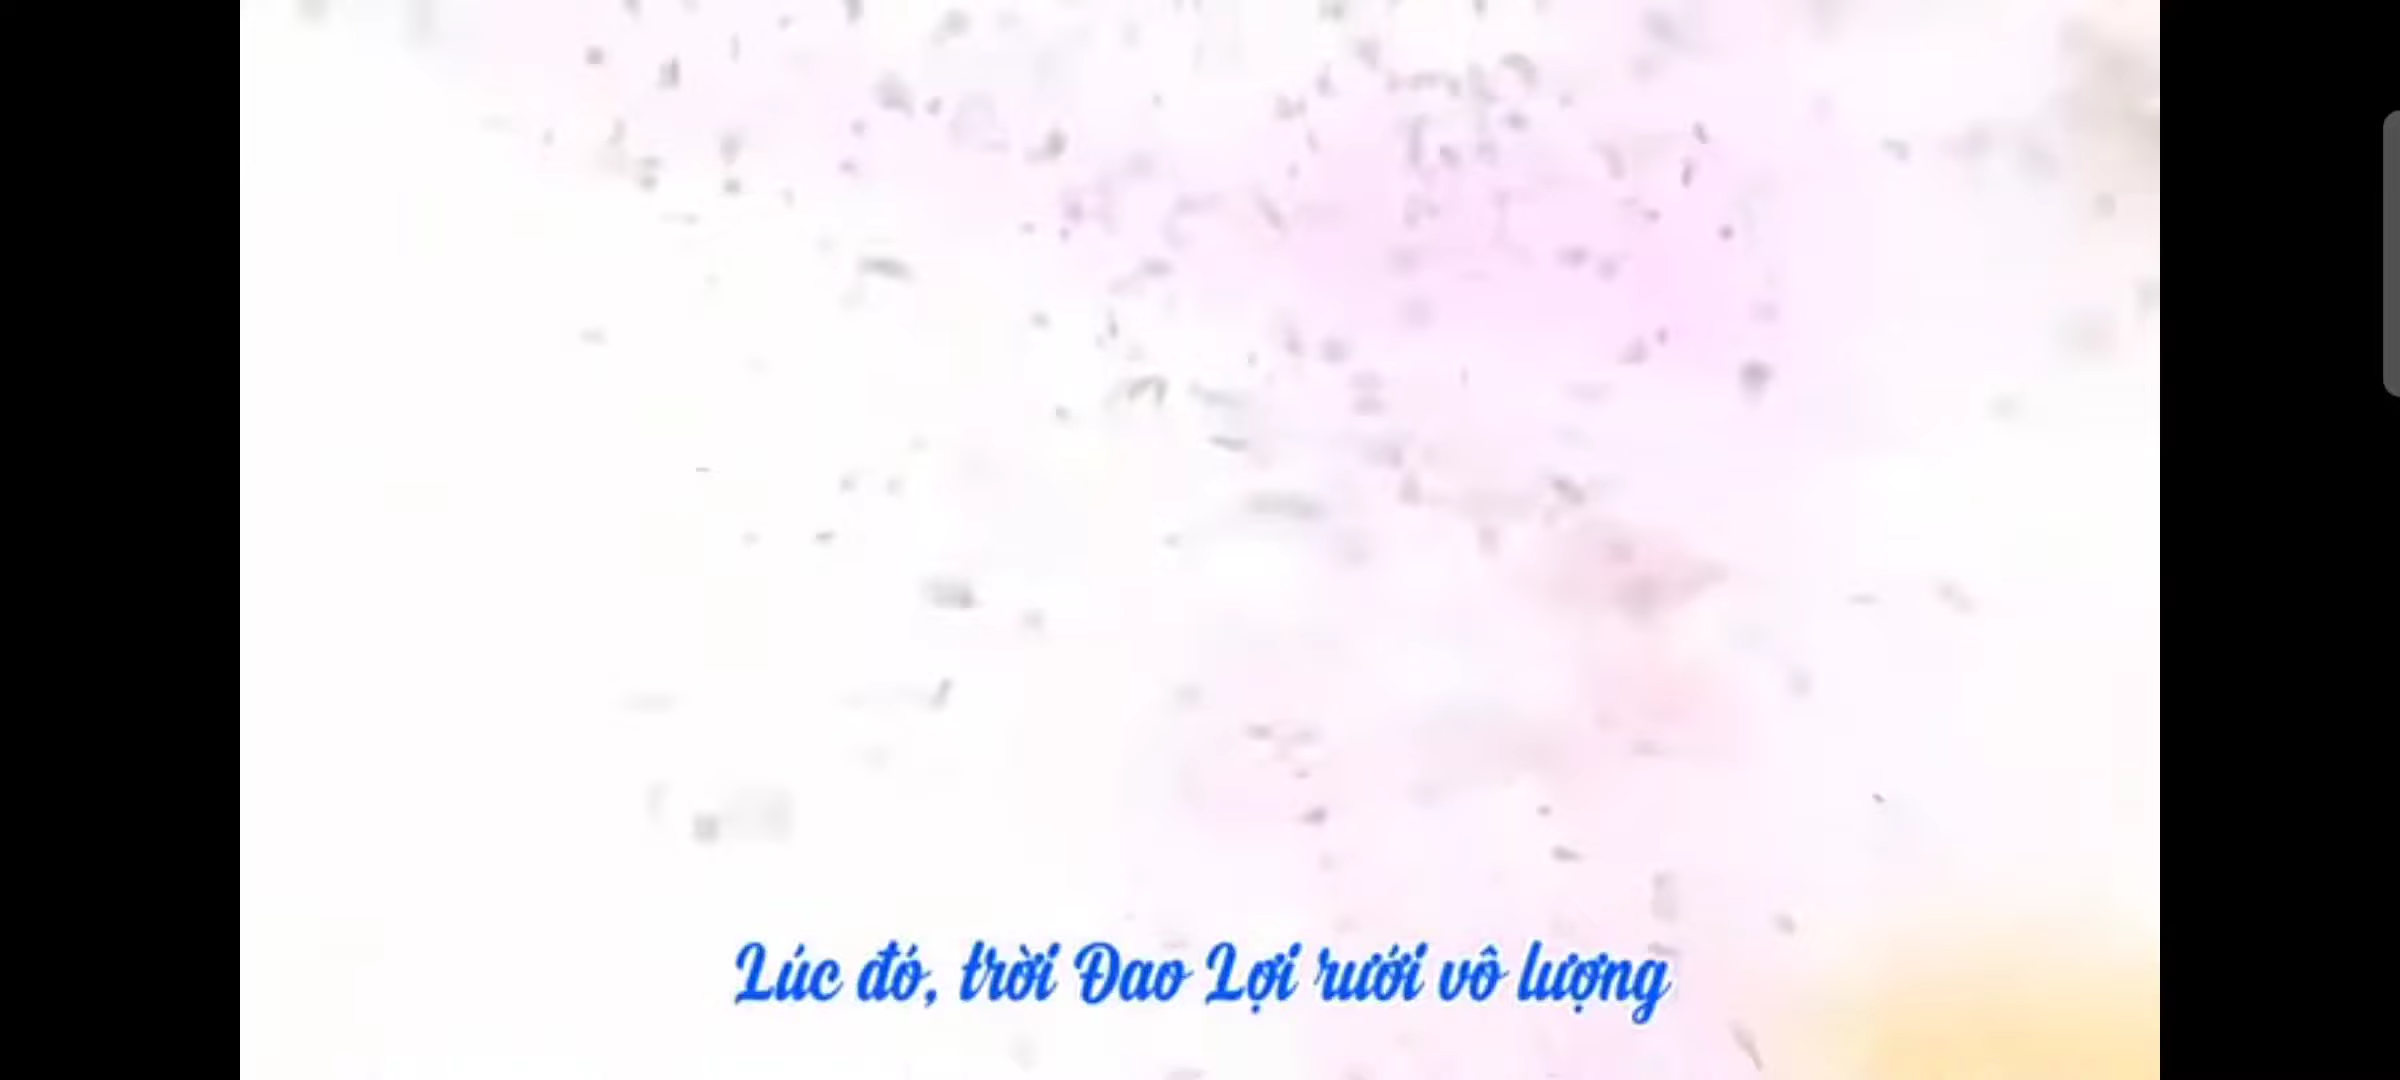 Lúc đó, trời Đao Lợi rưới vô lượng